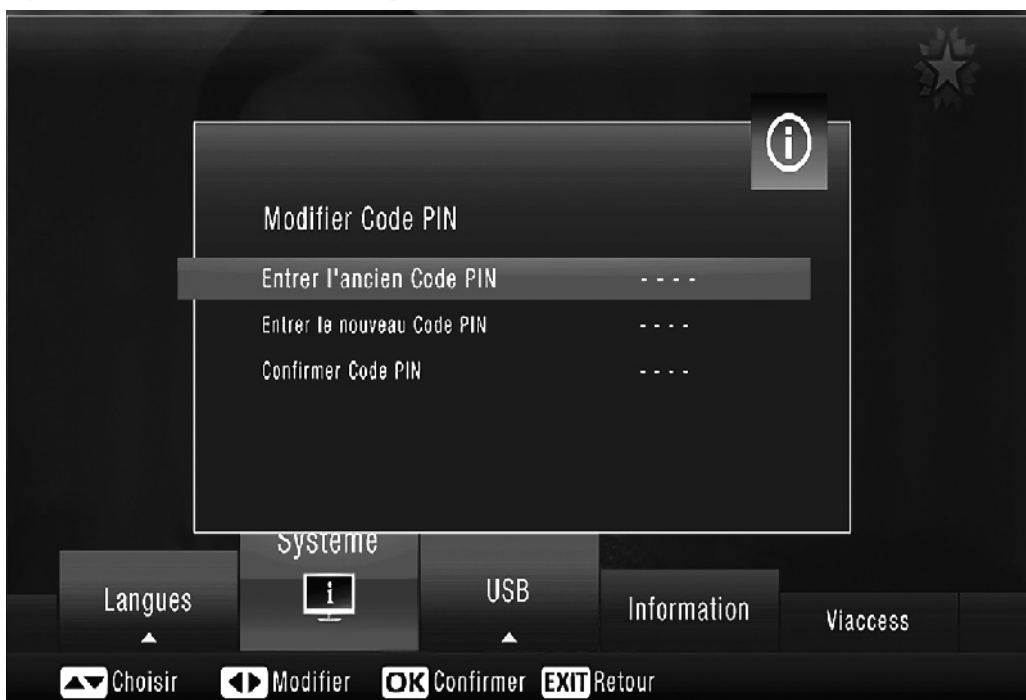 Modifier Code PIN
Entrer l'ancien Code PIN - - - -
Entrer le nouveau Code PIN - - - -
Confirmer Code PIN - - - -
Système
Langues
USB
Information
Viaccess
Choisir Modifier OK Confirmer EXIT Retour